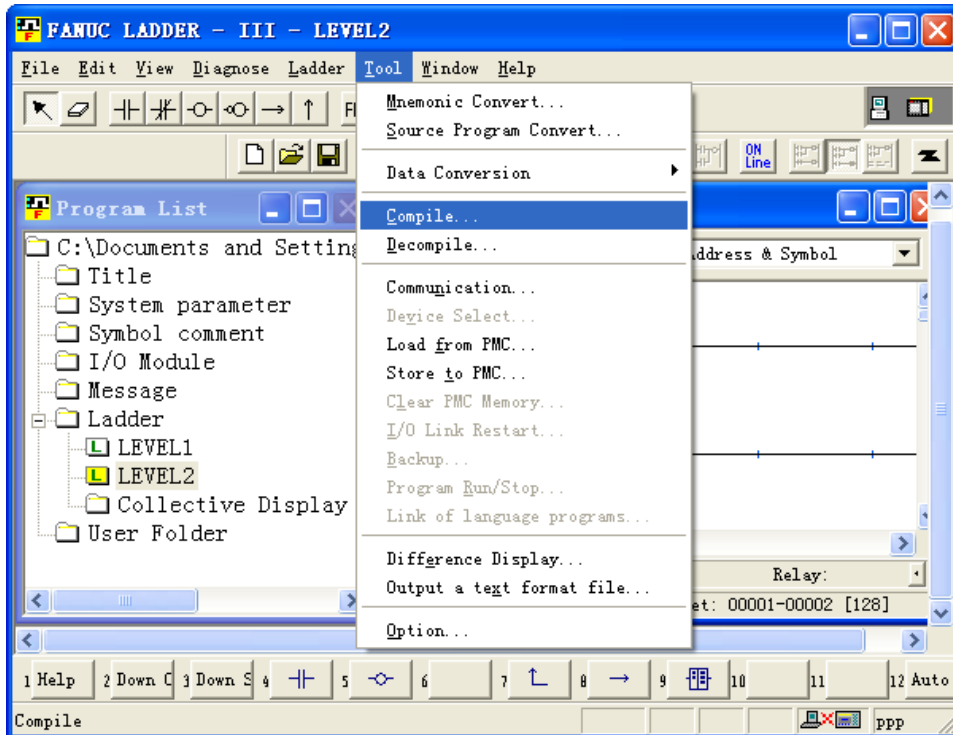 FANUC LADDER - III - LEVEL2
File Edit View Diagnose Ladder Tool Window Help
Mnemonic Convert...
Source Program Convert...
ON Line
Data Conversion
Program List
Compile...
C:\Documents and Setting
Decompile...
Address & Symbol
Title
System parameter
Communication...
Symbol comment
Device Select...
I/O Module
Load from PMC...
Message
Store to PMC...
Ladder
Clear PMC Memory...
LEVEL1
I/O Link Restart...
LEVEL2
Backup...
Collective Display
Program Run/Stop...
User Folder
Link of language programs...
Difference Display...
Relay:
Output a text format file...
et: 00001-00002 [128]
Option...
1 Help 2 Down C 3 Down S 4 5 6 7 8 9 10 11 12 Auto
Compile
PPP